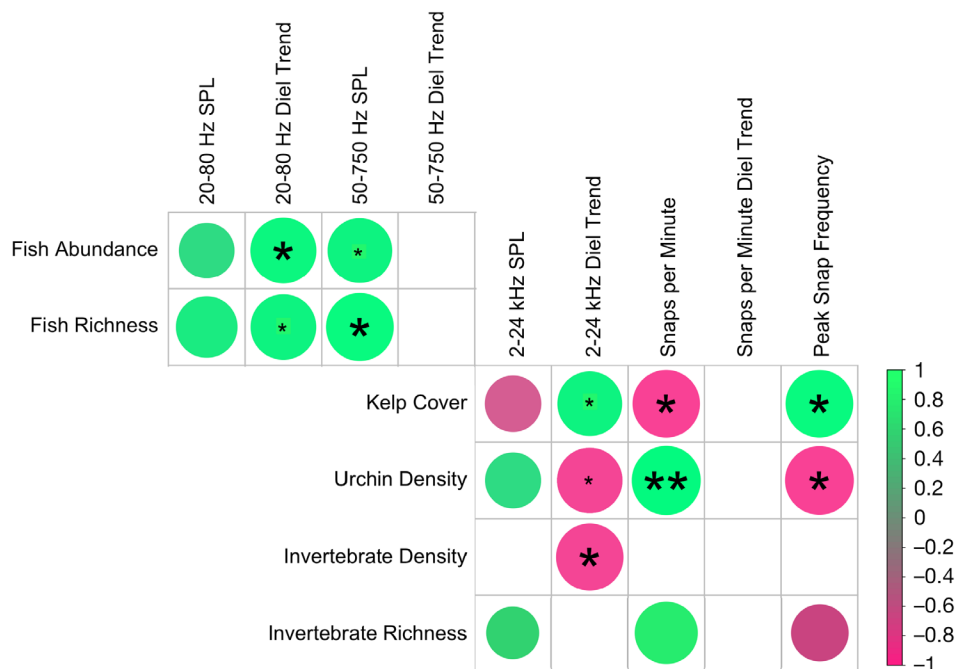 20-80 Hz SPL
20-80 Hz Diel Trend
50-750 Hz SPL
50-750 Hz Diel Trend
Fish Abundance
* *
Fish Richness
* *
2-24 kHz SPL
2-24 kHz Diel Trend
Snaps per Minute
Snaps per Minute Diel Trend
Peak Snap Frequency
Kelp Cover
* * *
Urchin Density
* ** *
Invertebrate Density
*
Invertebrate Richness
1
0.8
0.6
0.4
0.2
0
−0.2
−0.4
−0.6
−0.8
−1